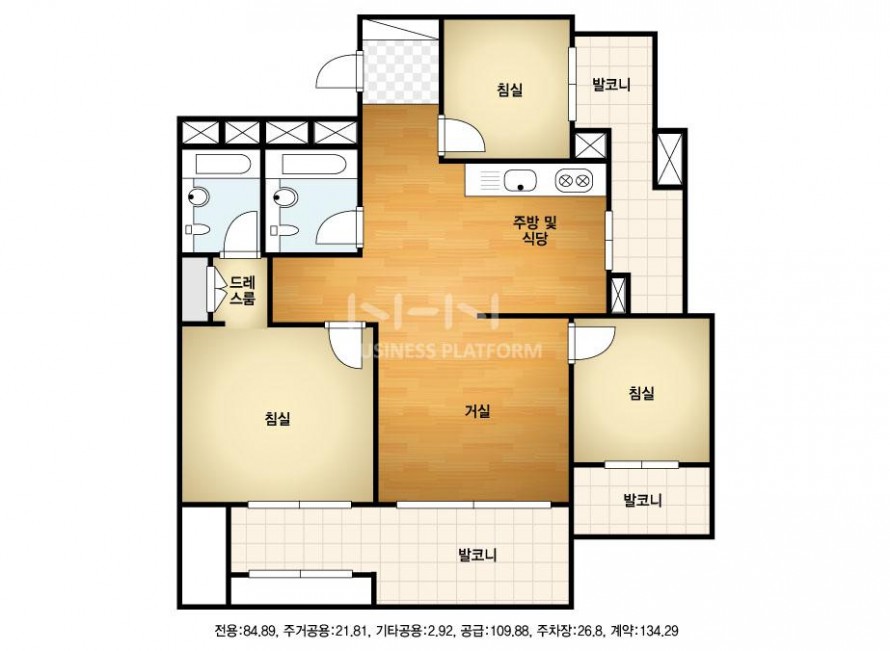 침실
발코니
주방 및
식당
드레
스룸
NHN
BUSINESS PLATFORM
침실
거실
침실
발코니
발코니
전용:84.89, 주거공용:21.81, 기타공용:2.92, 공급:109.88, 주차장:26.8, 계약:134.29